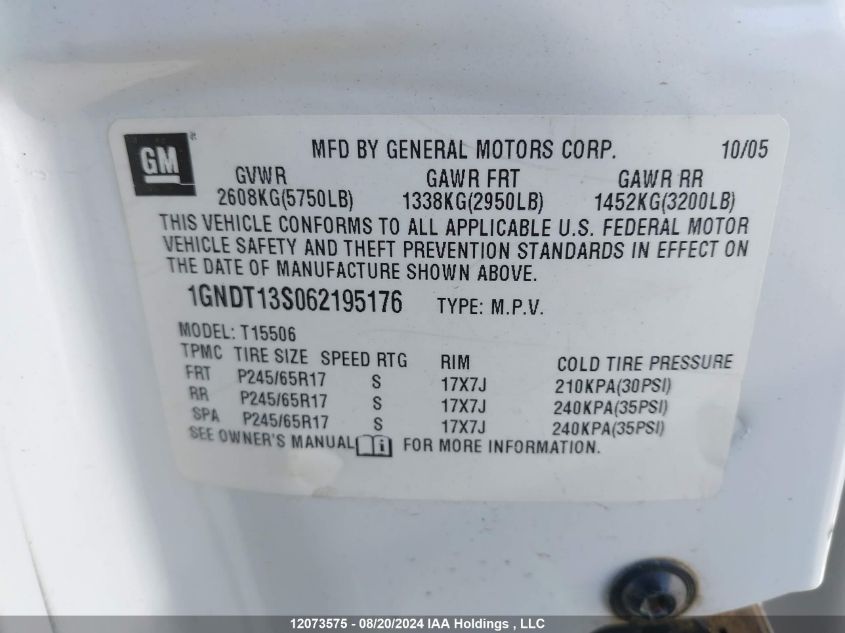 GM MFD BY GENERAL MOTORS CORP. 10/05
GVWR GAWR FRT GAWR RR
2608KG(5750LB) 1338KG(2950LB) 1452KG(3200LB)
THIS VEHICLE CONFORMS TO ALL APPLICABLE U.S. FEDERAL MOTOR
VEHICLE SAFETY AND THEFT PREVENTION STANDARDS IN EFFECT ON
THE DATE OF MANUFACTURE SHOWN ABOVE.
1GNDT13S062195176 TYPE: M.P.V.
MODEL: T15506
TPMC TIRE SIZE SPEED RTG RIM COLD TIRE PRESSURE
FRT P245/65R17 S 17X7J 210KPA(30PSI)
RR P245/65R17 S 17X7J 240KPA(35PSI)
SPA P245/65R17 S 17X7J 240KPA(35PSI)
SEE OWNER'S MANUAL i FOR MORE INFORMATION.
12073575 - 08/20/2024 IAA Holdings , LLC